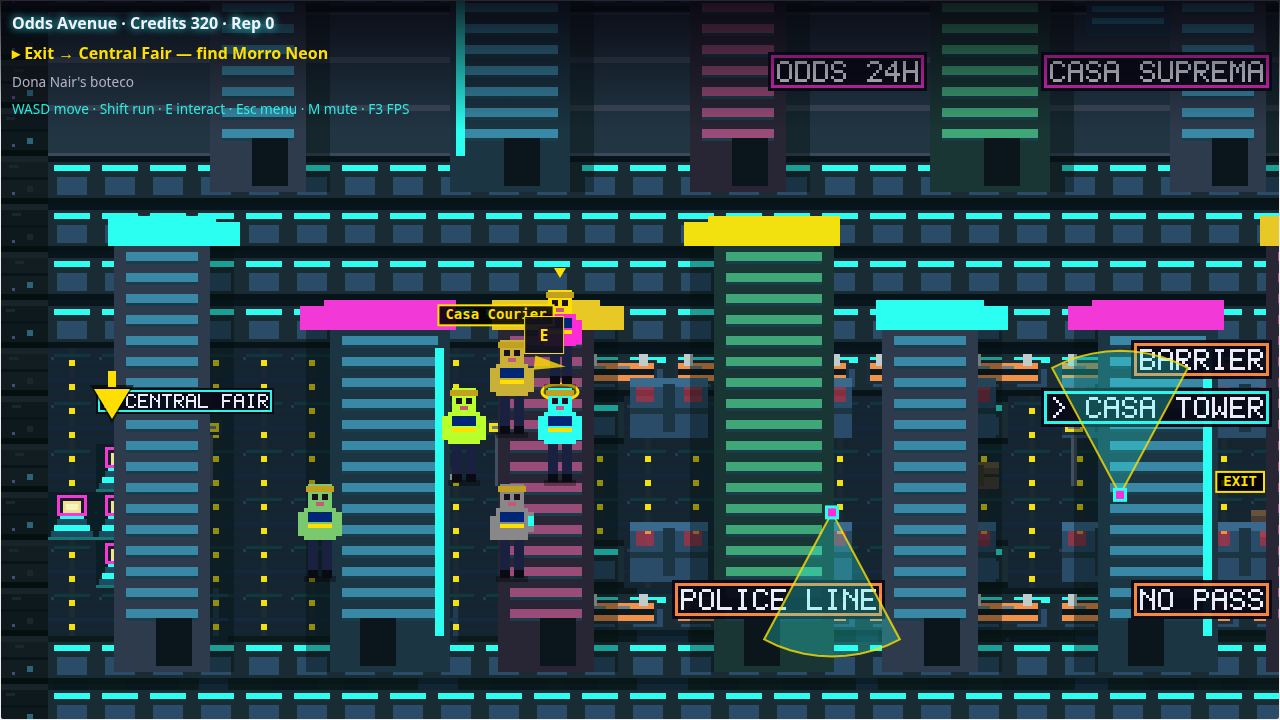 Odds Avenue · Credits 320 · Rep 0
▸ Exit → Central Fair — find Morro Neon
Dona Nair's boteco
WASD move · Shift run · E interact · Esc menu · M mute · F3 FPS
ODDS 24H
CASA SUPREMA
Casa Courier
E
BARRIER
CENTRAL FAIR
> CASA TOWER
EXIT
POLICE LINE
NO PASS